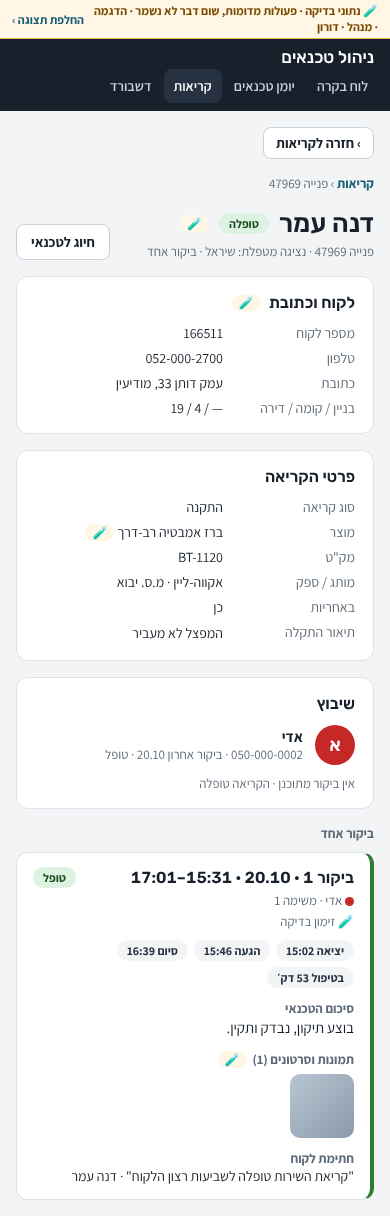 🧪 נתוני בדיקה · פעולות מדומות, שום דבר לא נשמר · הדגמה · מנהל · דורון
החלפת תצוגה ›
ניהול טכנאים
לוח בקרה
יומן טכנאים
קריאות
דשבורד
› חזרה לקריאות
קריאות › פנייה 47969
דנה עמר טופלה 🧪
פנייה 47969 · נציגה מטפלת: שיראל · ביקור אחד
חיוג לטכנאי
לקוח וכתובת 🧪
מספר לקוח 166511
טלפון 052-000-2700
כתובת עמק דותן 33, מודיעין
בניין / קומה / דירה — / 4 / 19
פרטי הקריאה
סוג קריאה התקנה
מוצר ברז אמבטיה רב-דרך 🧪
מק"ט BT-1120
מותג / ספק אקווה-ליין · מ.ס. יבוא
באחריות כן
תיאור התקלה המפצל לא מעביר
שיבוץ
א
אדי
050-000-0002 · ביקור אחרון 20.10 · טופל
אין ביקור מתוכנן · הקריאה טופלה
ביקור אחד
ביקור 1 · 20.10 · 15:31–17:01 טופל
אדי · משימה 1
🧪 זימון בדיקה
יציאה 15:02 הגעה 15:46 סיום 16:39
בטיפול 53 דק׳
סיכום הטכנאי
בוצע תיקון, נבדק ותקין.
תמונות וסרטונים (1) 🧪
חתימת לקוח
"קריאת השירות טופלה לשביעות רצון הלקוח" · דנה עמר